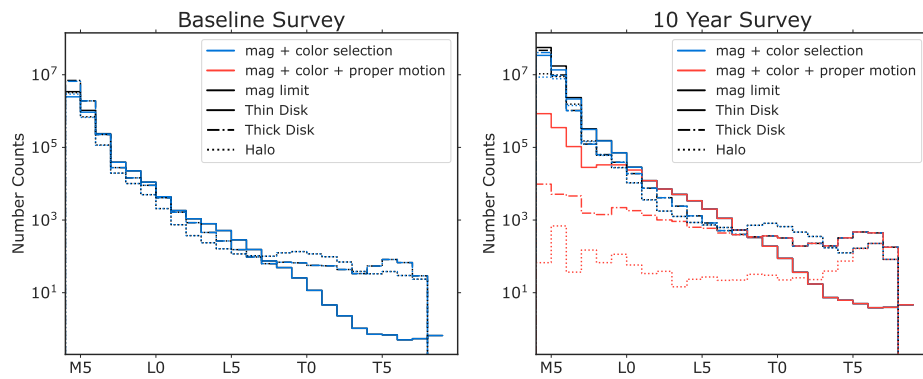 Baseline Survey
10 Year Survey
mag + color selection
mag + color + proper motion
mag limit
Thin Disk
Thick Disk
Halo
mag + color selection
mag + color + proper motion
mag limit
Thin Disk
Thick Disk
Halo
Number Counts
Number Counts
10^7
10^5
10^3
10^1
10^7
10^5
10^3
10^1
M5 L0 L5 T0 T5
M5 L0 L5 T0 T5